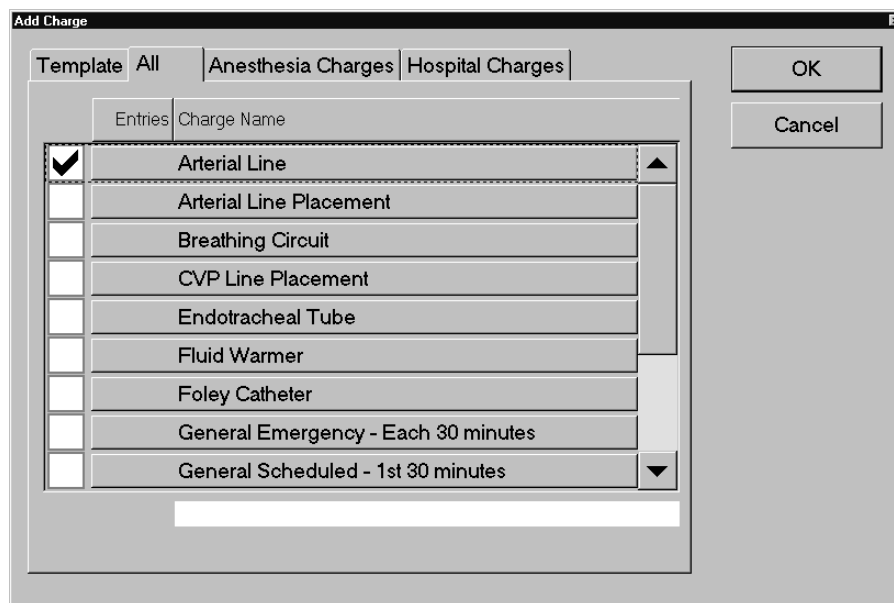 Add Charge
Template All Anesthesia Charges Hospital Charges
OK
Cancel
Entries Charge Name
Arterial Line
Arterial Line Placement
Breathing Circuit
CVP Line Placement
Endotracheal Tube
Fluid Warmer
Foley Catheter
General Emergency - Each 30 minutes
General Scheduled - 1st 30 minutes